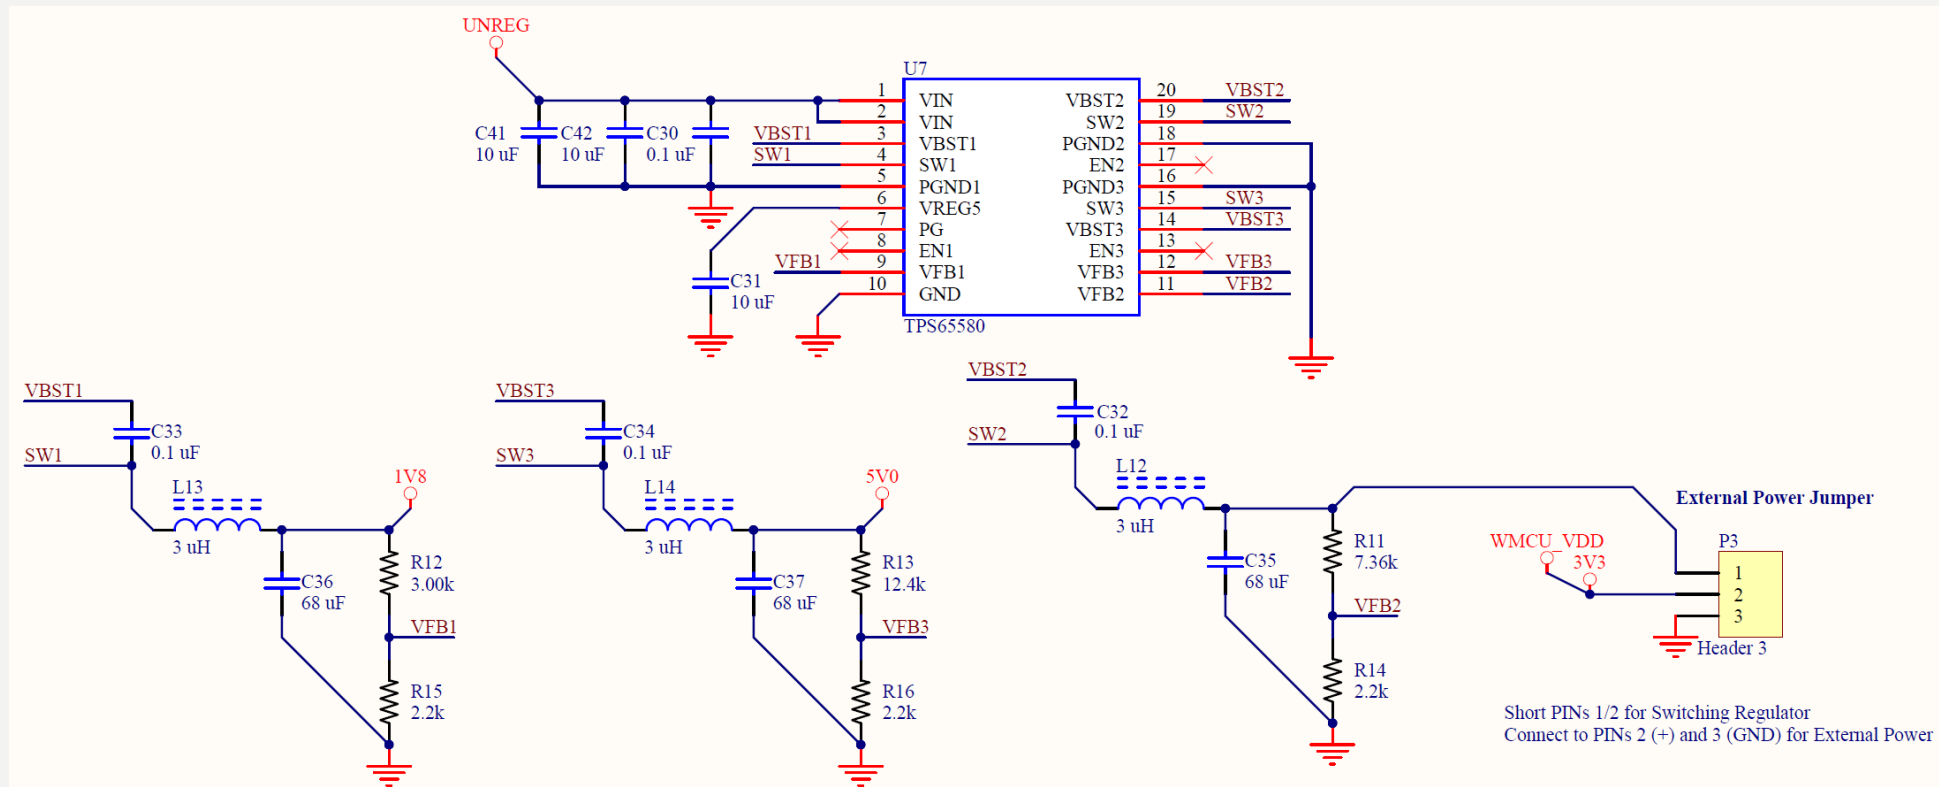 UNREG
U7
C41
10 uF
C42
10 uF
C30
0.1 uF
VBST1
SW1
VFB1
C31
10 uF
1 VIN
2 VIN
3 VBST1
4 SW1
5 PGND1
6 VREG5
7 PG
8 EN1
9 VFB1
10 GND
VBST2 20 VBST2
SW2 19 SW2
PGND2 18
EN2 17
PGND3 16
SW3 15 SW3
VBST3 14 VBST3
EN3 13
VFB3 12 VFB3
VFB2 11 VFB2
TPS65580
VBST1
C33
0.1 uF
SW1
L13
3 uH
1V8
C36
68 uF
R12
3.00k
VFB1
R15
2.2k
VBST3
C34
0.1 uF
SW3
L14
3 uH
5V0
C37
68 uF
R13
12.4k
VFB3
R16
2.2k
VBST2
C32
0.1 uF
SW2
L12
3 uH
C35
68 uF
R11
7.36k
VFB2
R14
2.2k
External Power Jumper
WMCU_VDD
3V3
P3
1
2
3
Header 3
Short PINs 1/2 for Switching Regulator
Connect to PINs 2 (+) and 3 (GND) for External Power